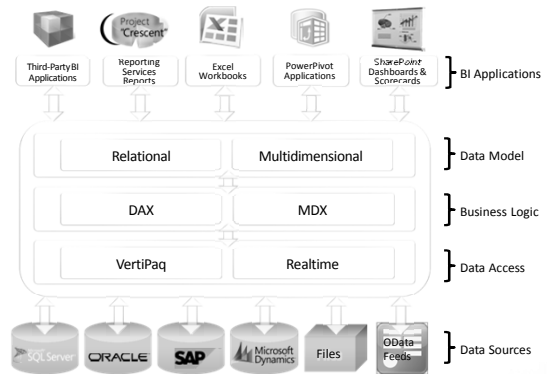 Project
"Crescent"
Third-Party BI
Applications
Reporting
Services
Reports
Excel
Workbooks
PowerPivot
Applications
SharePoint
Dashboards &
Scorecards
BI Applications
Relational
Multidimensional
Data Model
DAX
MDX
Business Logic
VertiPaq
Realtime
Data Access
SQL Server
ORACLE
SAP
Microsoft
Dynamics
Files
OData
Feeds
Data Sources